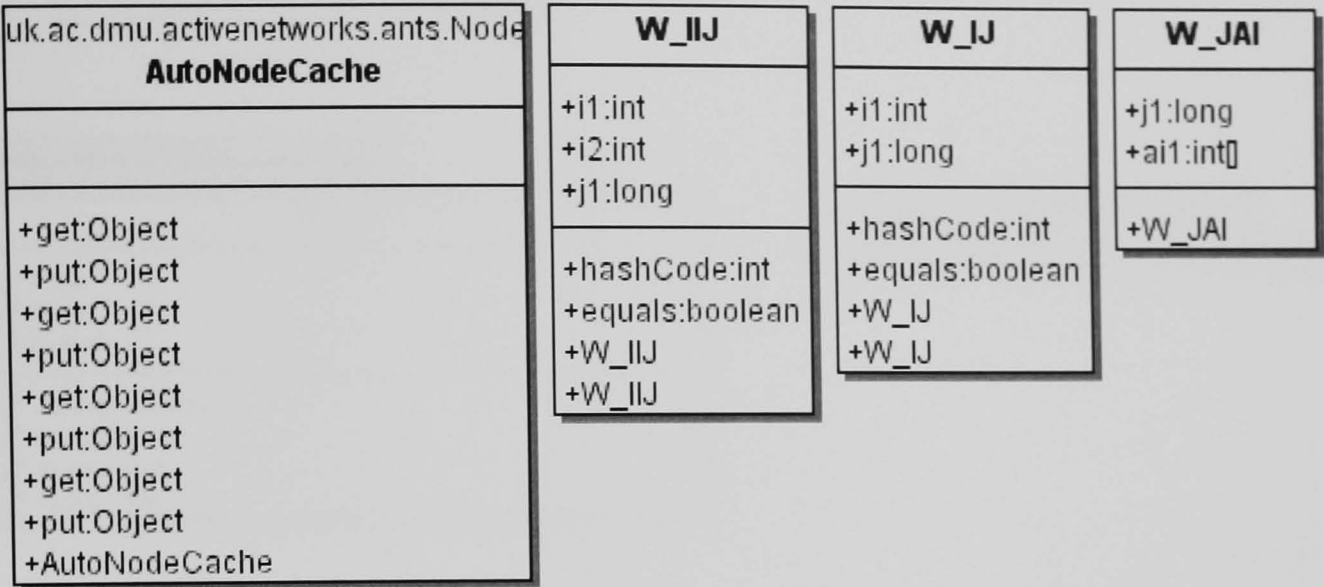 uk.ac.dmu.activenetworks.ants.Node
AutoNodeCache
+get:Object
+put:Object
+get:Object
+put:Object
+get:Object
+put:Object
+get:Object
+put:Object
+AutoNodeCache
W_IIJ
+i1:int
+i2:int
+j1:long
+hashCode:int
+equals:boolean
+W_IIJ
+W_IIJ
W_IJ
+i1:int
+j1:long
+hashCode:int
+equals:boolean
+W_IJ
+W_IJ
W_JAI
+j1:long
+ai1:int[]
+W_JAI